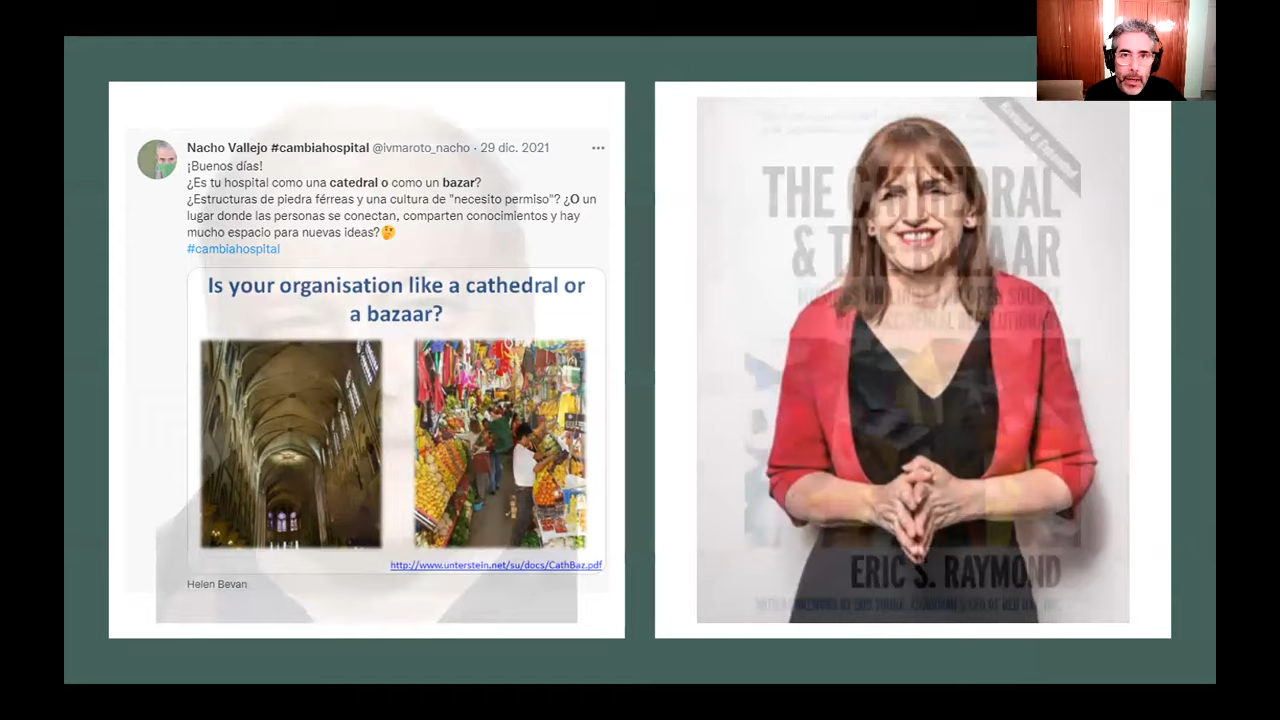 Nacho Vallejo #cambiahospital @ivmaroto_nacho · 29 dic. 2021
¡Buenos días!
¿Es tu hospital como una catedral o como un bazar?
¿Estructuras de piedra férreas y una cultura de "necesito permiso"? ¿O un
lugar donde las personas se conectan, comparten conocimientos y hay
mucho espacio para nuevas ideas?🤔
#cambiahospital
Is your organisation like a cathedral or
a bazaar?
http://www.unterstein.net/su/docs/CathBaz.pdf
Helen Bevan
THE CATHEDRAL
& THE BAZAAR
ERIC S. RAYMOND